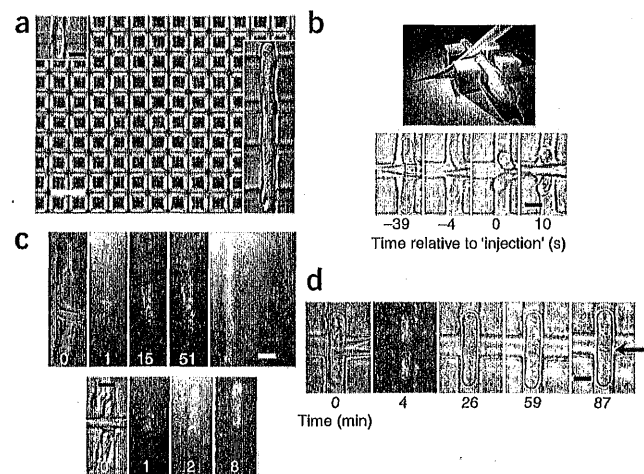 a
b
−39 −4 0 10
Time relative to 'injection' (s)
c
0 1 15 51
0 1 2 8
d
0 4 26 59 87
Time (min)